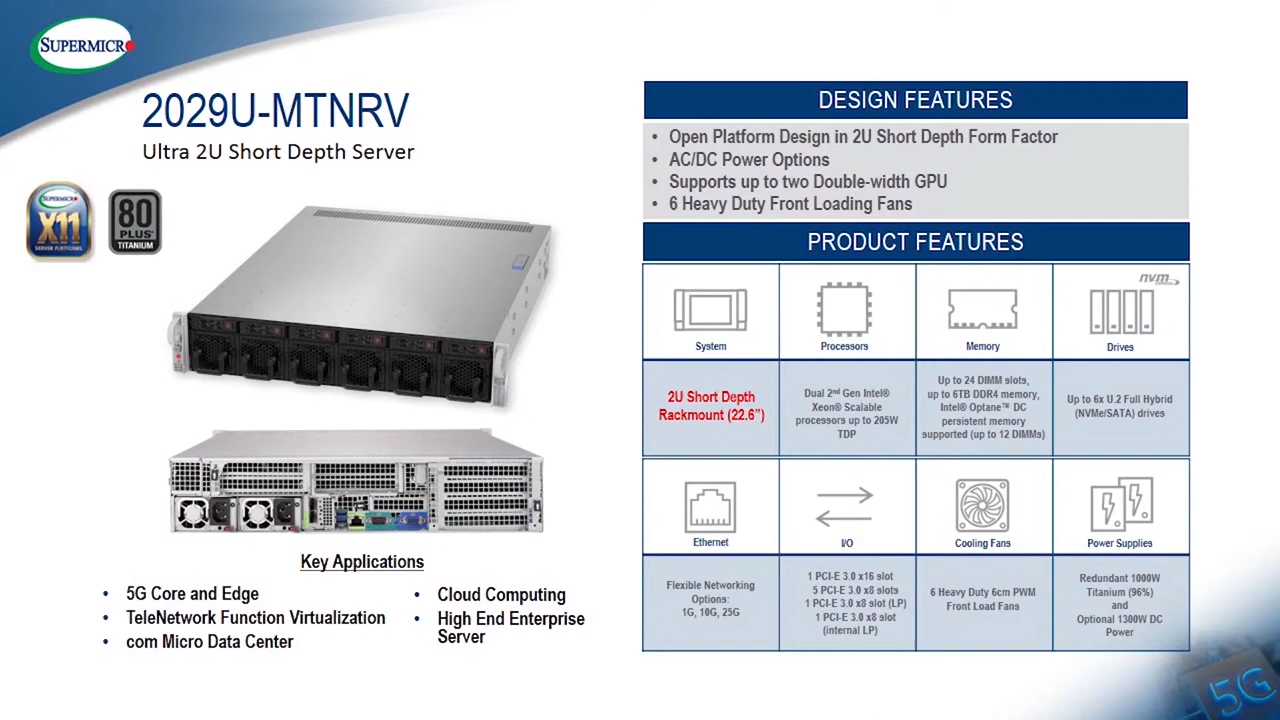 SUPERMICRO
2029U-MTNRV
Ultra 2U Short Depth Server
SUPERMICRO
X11
SERVER PLATFORMS
80
PLUS
TITANIUM
Key Applications
• 5G Core and Edge
• TeleNetwork Function Virtualization
• com Micro Data Center
• Cloud Computing
• High End Enterprise
Server
DESIGN FEATURES
• Open Platform Design in 2U Short Depth Form Factor
• AC/DC Power Options
• Supports up to two Double-width GPU
• 6 Heavy Duty Front Loading Fans
PRODUCT FEATURES
System
Processors
Memory
nvm
Drives
2U Short Depth
Rackmount (22.6”)
Dual 2nd Gen Intel®
Xeon® Scalable
processors up to 205W
TDP
Up to 24 DIMM slots,
up to 6TB DDR4 memory,
Intel® Optane™ DC
persistent memory
supported (up to 12 DIMMs)
Up to 6x U.2 Full Hybrid
(NVMe/SATA) drives
Ethernet
I/O
Cooling Fans
Power Supplies
Flexible Networking
Options:
1G, 10G, 25G
1 PCI-E 3.0 x16 slot
5 PCI-E 3.0 x8 slots
1 PCI-E 3.0 x8 slot (LP)
1 PCI-E 3.0 x8 slot
(internal LP)
6 Heavy Duty 6cm PWM
Front Load Fans
Redundant 1000W
Titanium (96%)
and
Optional 1300W DC
Power
5G